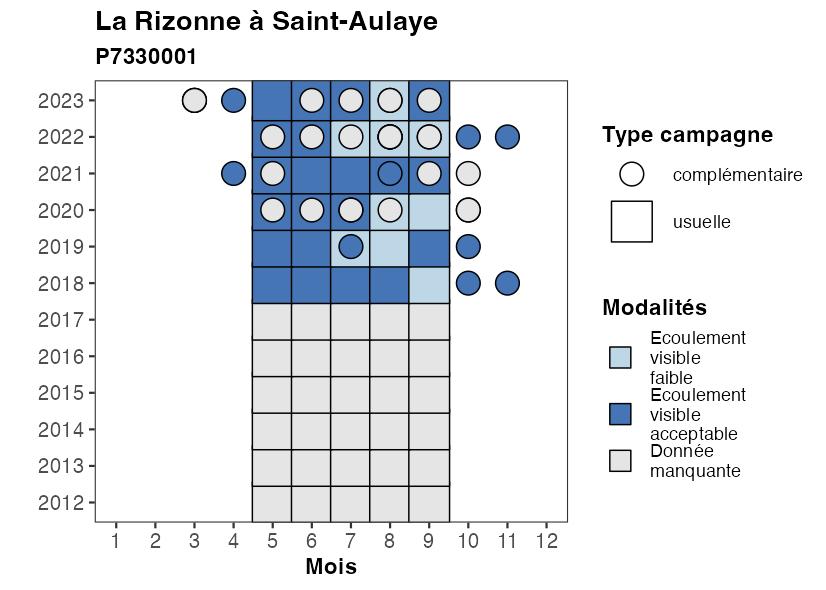 La Rizonne à Saint-Aulaye
P7330001
2023
2022
2021
2020
2019
2018
2017
2016
2015
2014
2013
2012
1 2 3 4 5 6 7 8 9 10 11 12
Mois
Type campagne
complémentaire
usuelle
Modalités
Ecoulement
visible
faible
Ecoulement
visible
acceptable
Donnée
manquante